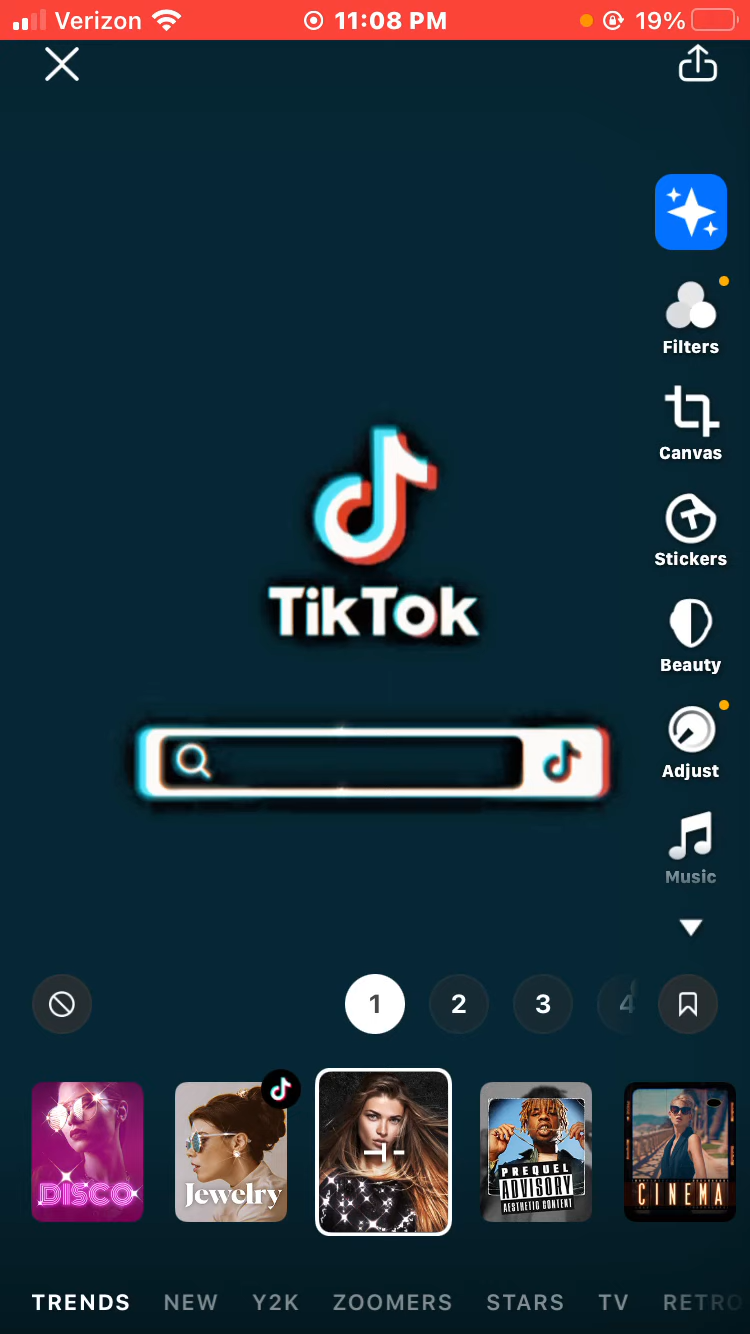 Verizon 11:08 PM 19%
Filters
Canvas
Stickers
Beauty
Adjust
Music
TikTok
1 2 3 4
DISCO
Jewelry
PREQUEL
ADVISORY
AESTHETIC CONTENT
CINEMA
TRENDS NEW Y2K ZOOMERS STARS TV RETRO